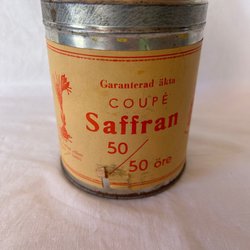 Garanterad äkta
COUPÉ
Saffran
50/
50 öre